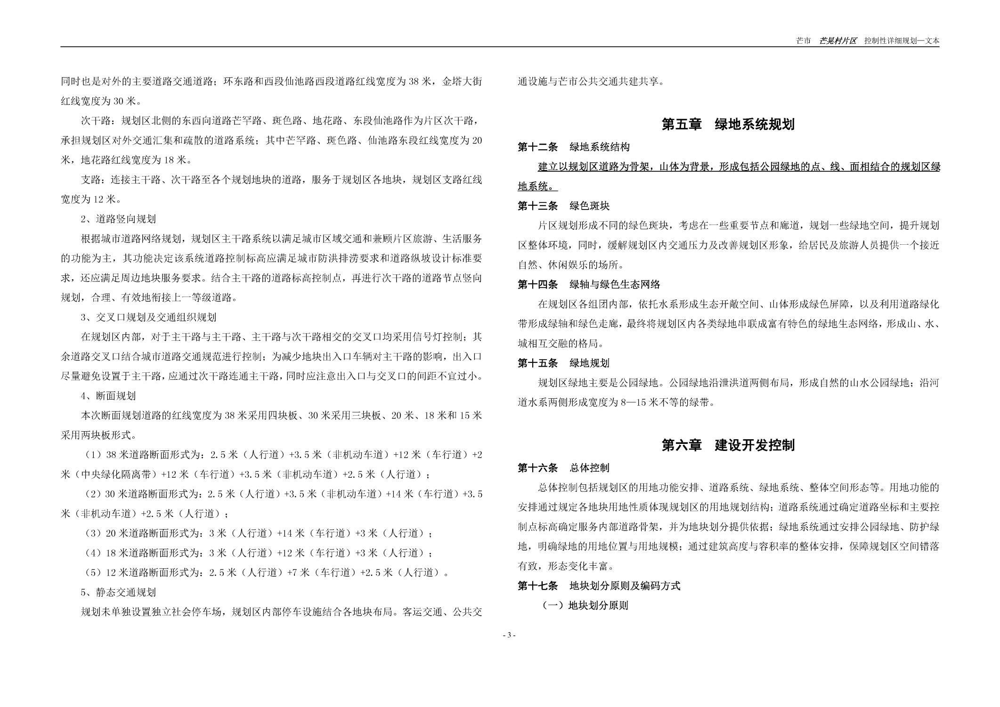 芒市 芒晃村片区 控制性详细规划—文本
同时也是对外的主要道路交通道路；环东路和西段仙池路西段道路红线宽度为 38 米，金塔大街
红线宽度为 30 米。
次干路：规划区北侧的东西向道路芒罕路、斑色路、地花路、东段仙池路作为片区次干路，
承担规划区对外交通汇集和疏散的道路系统；其中芒罕路、斑色路、仙池路东段红线宽度为 20
米，地花路红线宽度为 18 米。
支路：连接主干路、次干路至各个规划地块的道路，服务于规划区各地块，规划区支路红线
宽度为 12 米。
2、道路竖向规划
根据城市道路网络规划，规划区主干路系统以满足城市区域交通和兼顾片区旅游、生活服务
的功能为主，其功能决定该系统道路控制标高应满足城市防洪排涝要求和道路纵坡设计标准要
求，还应满足周边地块服务要求。结合主干路的道路标高控制点，再进行次干路的道路节点竖向
规划，合理、有效地衔接上一等级道路。
3、交叉口规划及交通组织规划
在规划区内部，对于主干路与主干路、主干路与次干路相交的交叉口均采用信号灯控制；其
余道路交叉口结合城市道路交通规范进行控制；为减少地块出入口车辆对主干路的影响，出入口
尽量避免设置于主干路，应通过次干路连通主干路，同时应注意出入口与交叉口的间距不宜过小。
4、断面规划
本次断面规划道路的红线宽度为 38 米采用四块板、30 米采用三块板、20 米、18 米和 15 米
采用两块板形式。
（1）38 米道路断面形式为：2.5 米（人行道）+3.5 米（非机动车道）+12 米（车行道）+2
米（中央绿化隔离带）+12 米（车行道）+3.5 米（非机动车道）+2.5 米（人行道）；
（2）30 米道路断面形式为：2.5 米（人行道）+3.5 米（非机动车道）+14 米（车行道）+3.5
米（非机动车道）+2.5 米（人行道）；
（3）20 米道路断面形式为：3 米（人行道）+14 米（车行道）+3 米（人行道）；
（4）18 米道路断面形式为：3 米（人行道）+12 米（车行道）+3 米（人行道）；
（5）12 米道路断面形式为：2.5 米（人行道）+7 米（车行道）+2.5 米（人行道）。
5、静态交通规划
规划未单独设置独立社会停车场，规划区内部停车设施结合各地块布局。客运交通、公共交
通设施与芒市公共交通共建共享。
第五章 绿地系统规划
第十二条 绿地系统结构
建立以规划区道路为骨架，山体为背景，形成包括公园绿地的点、线、面相结合的规划区绿
地系统。
第十三条 绿色斑块
片区规划形成不同的绿色斑块，考虑在一些重要节点和廊道，规划一些绿地空间，提升规划
区整体环境，同时，缓解规划区内交通压力及改善规划区形象，给居民及旅游人员提供一个接近
自然、休闲娱乐的场所。
第十四条 绿轴与绿色生态网络
在规划区各组团内部，依托水系形成生态开敞空间、山体形成绿色屏障，以及利用道路绿化
带形成绿轴和绿色走廊，最终将规划区内各类绿地串联成富有特色的绿地生态网络，形成山、水、
城相互交融的格局。
第十五条 绿地规划
规划区绿地主要是公园绿地。公园绿地沿泄洪道两侧布局，形成自然的山水公园绿地；沿河
道水系两侧形成宽度为 8—15 米不等的绿带。
第六章 建设开发控制
第十六条 总体控制
总体控制包括规划区的用地功能安排、道路系统、绿地系统、整体空间形态等。用地功能的
安排通过规定各地块用地性质体现规划区的用地规划结构；道路系统通过确定道路坐标和主要控
制点标高确定服务内部道路骨架，并为地块划分提供依据；绿地系统通过安排公园绿地、防护绿
地，明确绿地的用地位置与用地规模；通过建筑高度与容积率的整体安排，保障规划区空间错落
有致，形态变化丰富。
第十七条 地块划分原则及编码方式
（一）地块划分原则
- 3 -